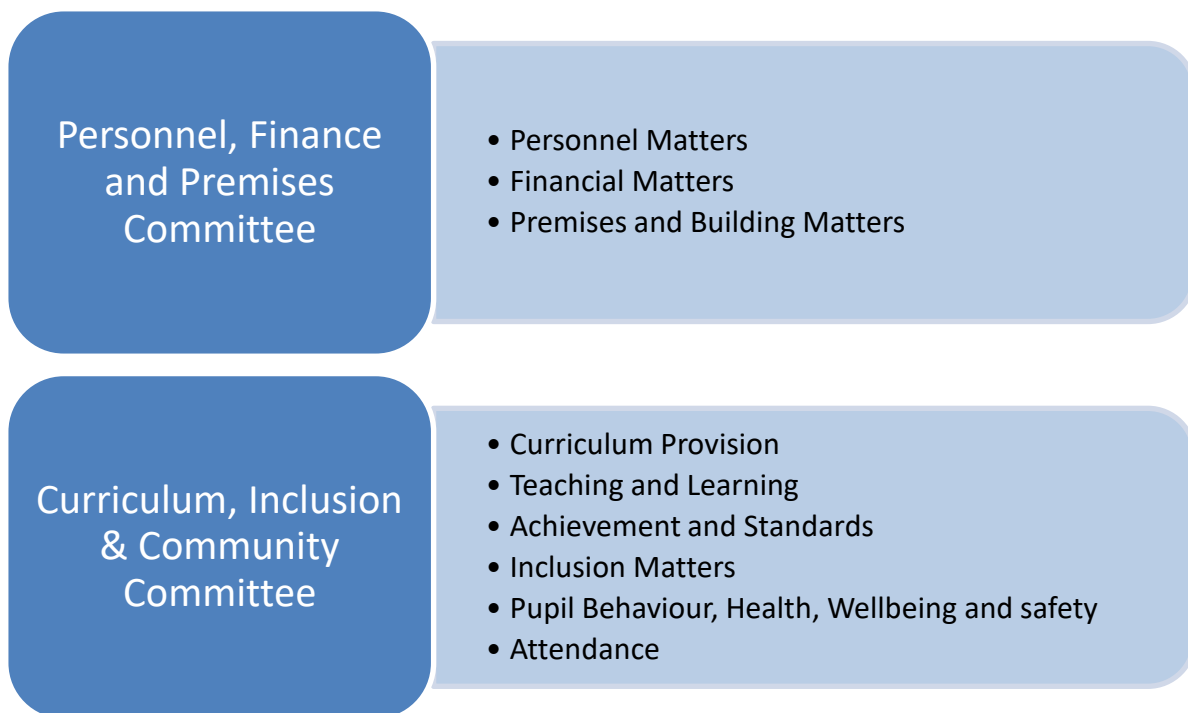 Personnel, Finance
and Premises
Committee
• Personnel Matters
• Financial Matters
• Premises and Building Matters
Curriculum, Inclusion
& Community
Committee
• Curriculum Provision
• Teaching and Learning
• Achievement and Standards
• Inclusion Matters
• Pupil Behaviour, Health, Wellbeing and safety
• Attendance